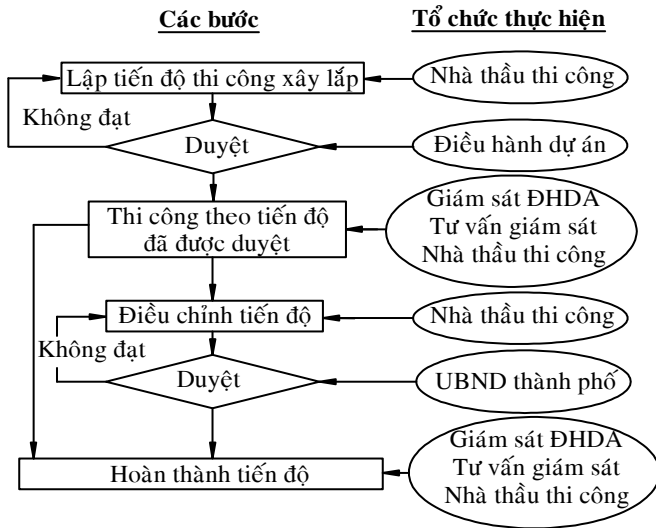 Các bước
Tổ chức thực hiện
Lập tiến độ thi công xây lắp
Nhà thầu thi công
Không đạt
Duyệt
Điều hành dự án
Thi công theo tiến độ
đã được duyệt
Giám sát ĐHDA
Tư vấn giám sát
Nhà thầu thi công
Điều chỉnh tiến độ
Nhà thầu thi công
Không đạt
Duyệt
UBND thành phố
Hoàn thành tiến độ
Giám sát ĐHDA
Tư vấn giám sát
Nhà thầu thi công